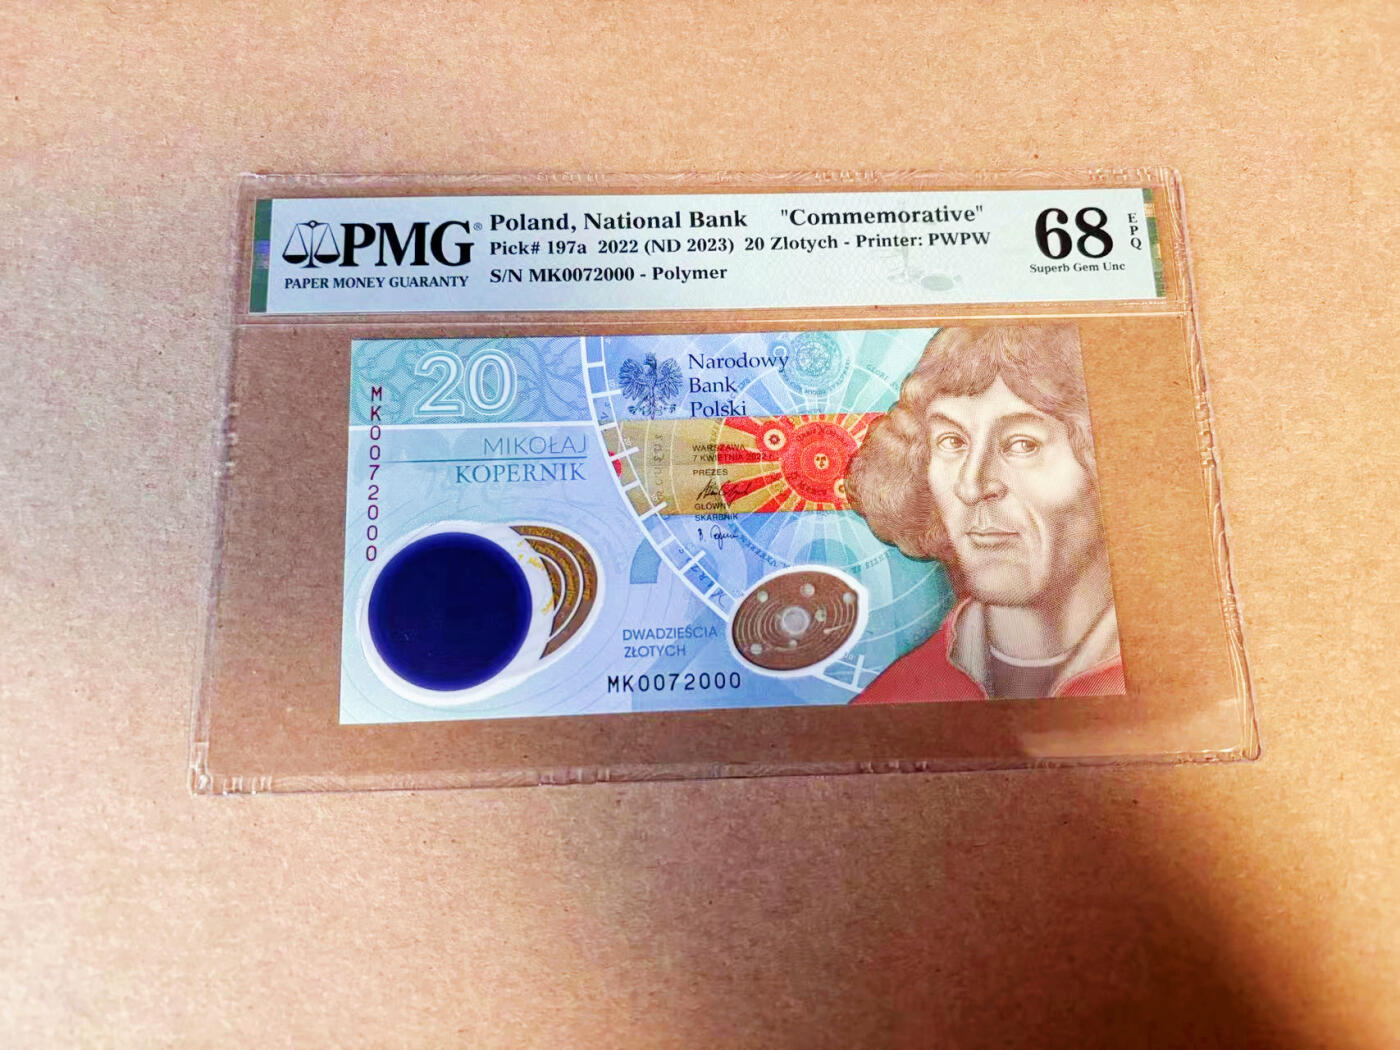 PMG®
PAPER MONEY GUARANTY
Poland, National Bank "Commemorative"
Pick# 197a 2022 (ND 2023) 20 Zlotych - Printer: PWPW
S/N MK0072000 - Polymer
68
EPQ
Superb Gem Unc
MK0072000
20
MIKOŁAJ
KOPERNIK
Narodowy
Bank
Polski
WARSZAWA,
7 KWIETNIA 2022 r.
PREZES
GŁÓWNY
SKARBNIK
DWADZIEŚCIA
ZŁOTYCH
MK0072000